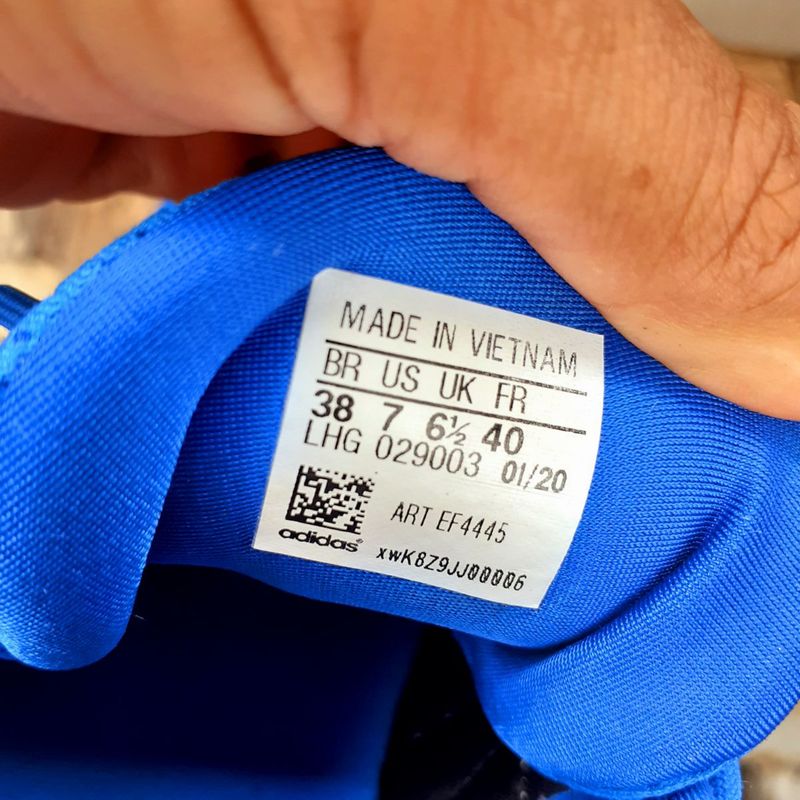 MADE IN VIETNAM
BR US UK FR
38 7 6½ 40
LHG 029003 01/20
ART EF4445
adidas®
xwK8Z9JJ00006